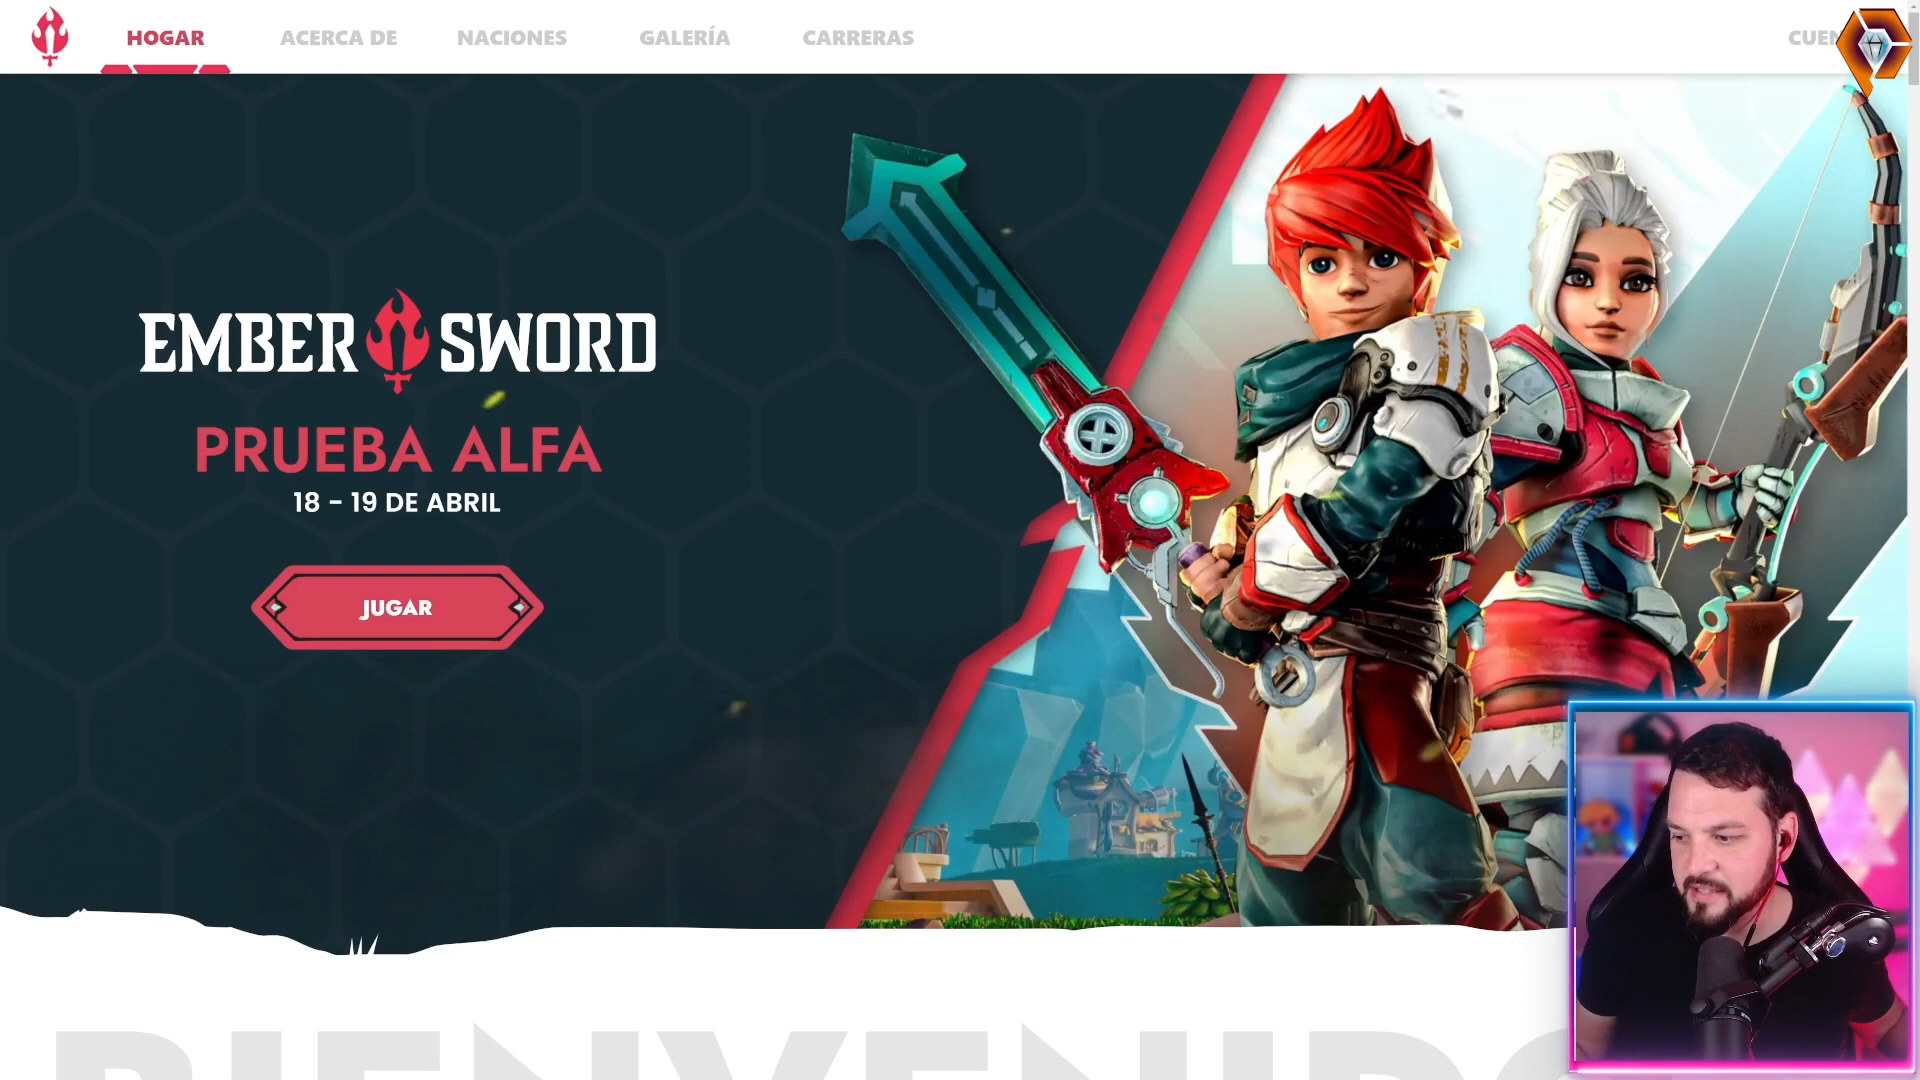 HOGAR
ACERCA DE
NACIONES
GALERÍA
CARRERAS
EMBER SWORD
PRUEBA ALFA
18 - 19 DE ABRIL
JUGAR